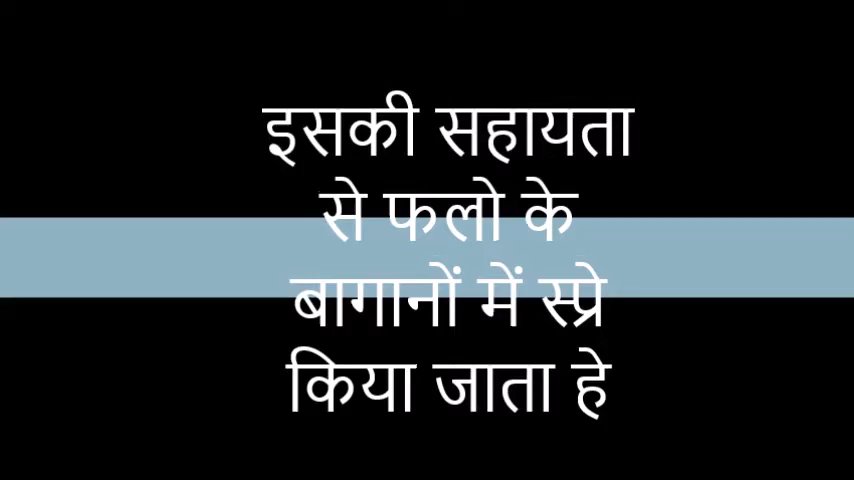 इसकी सहायता
से फलो के
बागानों में स्प्रे
किया जाता हे